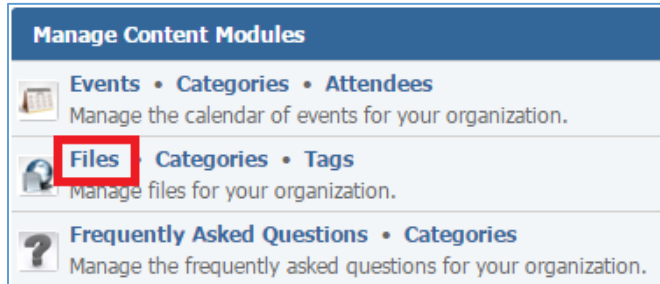 Manage Content Modules
Events • Categories • Attendees
Manage the calendar of events for your organization.
Files • Categories • Tags
Manage files for your organization.
Frequently Asked Questions • Categories
Manage the frequently asked questions for your organization.